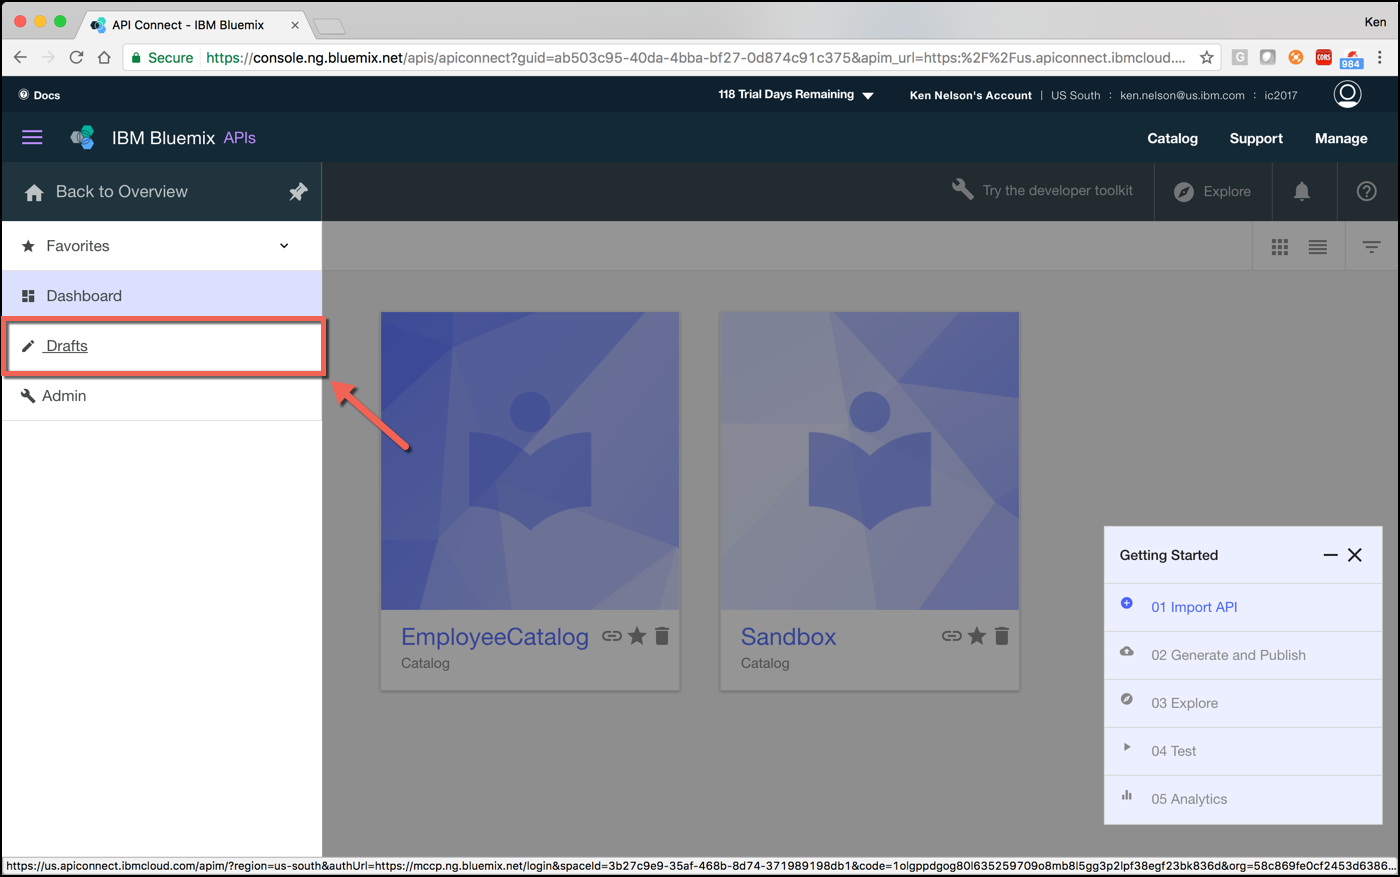 API Connect - IBM Bluemix
Ken
Secure https://console.ng.bluemix.net/apis/apiconnect?guid=ab503c95-40da-4bba-bf27-0d874c91c375&apim_url=https:%2F%2Fus.apiconnect.ibmcloud....
G
CORS
984
Docs
118 Trial Days Remaining
Ken Nelson's Account | US South : ken.nelson@us.ibm.com : ic2017
IBM Bluemix APIs
Catalog Support Manage
Back to Overview
Try the developer toolkit
Explore
Favorites
Dashboard
Drafts
Admin
EmployeeCatalog
Catalog
Sandbox
Catalog
Getting Started
01 Import API
02 Generate and Publish
03 Explore
04 Test
05 Analytics
https://us.apiconnect.ibmcloud.com/apim/?region=us-south&authUrl=https://mccp.ng.bluemix.net/login&spaceId=3b27c9e9-35af-468b-8d74-371989198db1&code=1olgppdgog80l635259709o8mb8l5gg3p2lpf38egf23bk836d&org=58c869fe0cf2453d6386...